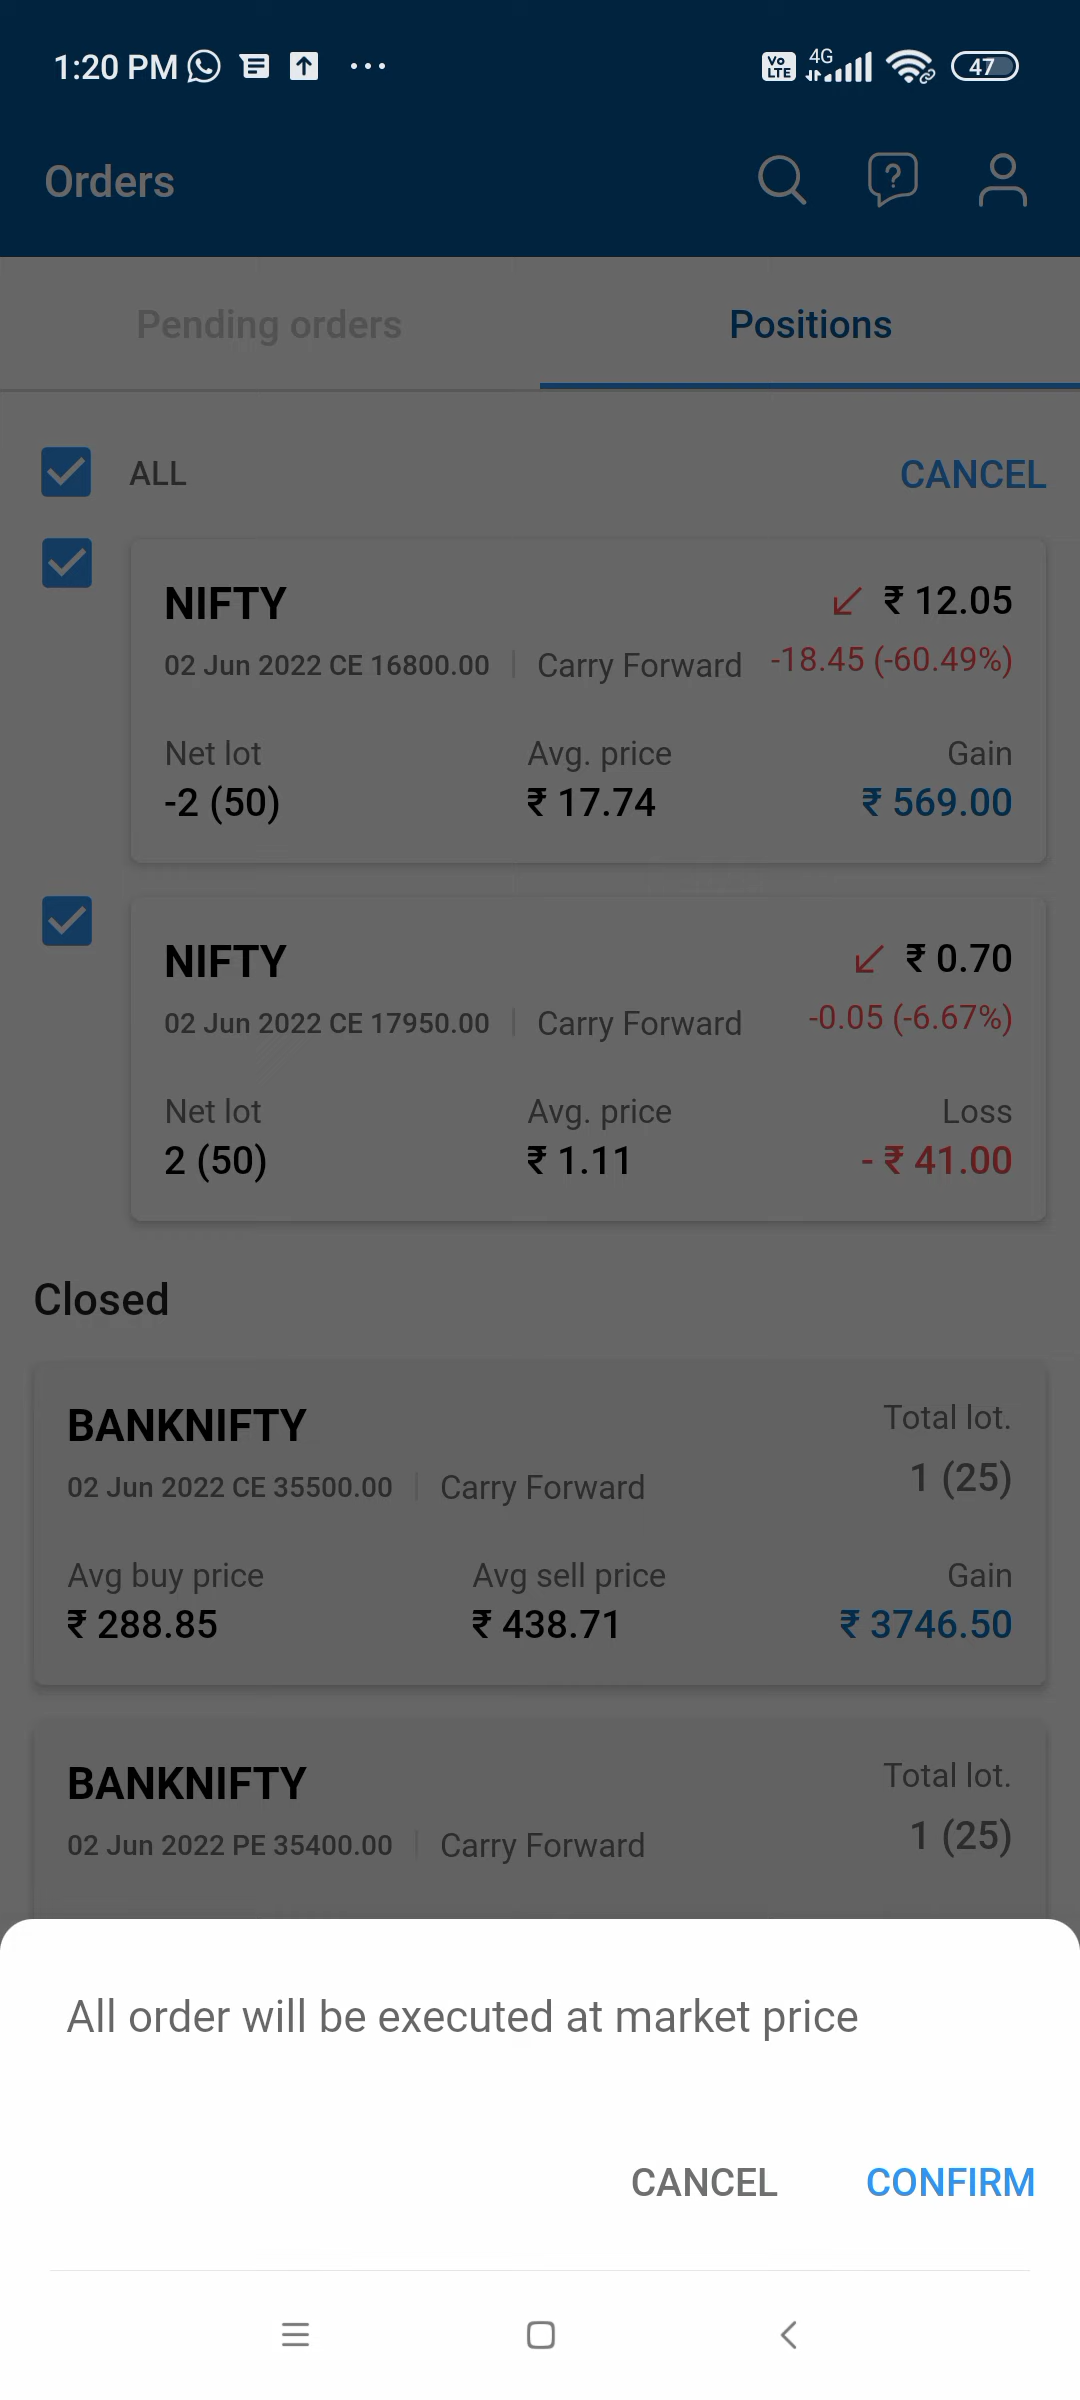 1:20 PM
Vo LTE 4G 47
Orders
Pending orders Positions
ALL CANCEL
NIFTY ₹ 12.05
02 Jun 2022 CE 16800.00 Carry Forward -18.45 (-60.49%)
Net lot Avg. price Gain
-2 (50) ₹ 17.74 ₹ 569.00
NIFTY ₹ 0.70
02 Jun 2022 CE 17950.00 Carry Forward -0.05 (-6.67%)
Net lot Avg. price Loss
2 (50) ₹ 1.11 - ₹ 41.00
Closed
BANKNIFTY Total lot.
02 Jun 2022 CE 35500.00 Carry Forward 1 (25)
Avg buy price Avg sell price Gain
₹ 288.85 ₹ 438.71 ₹ 3746.50
BANKNIFTY Total lot.
02 Jun 2022 PE 35400.00 Carry Forward 1 (25)
All order will be executed at market price
CANCEL CONFIRM